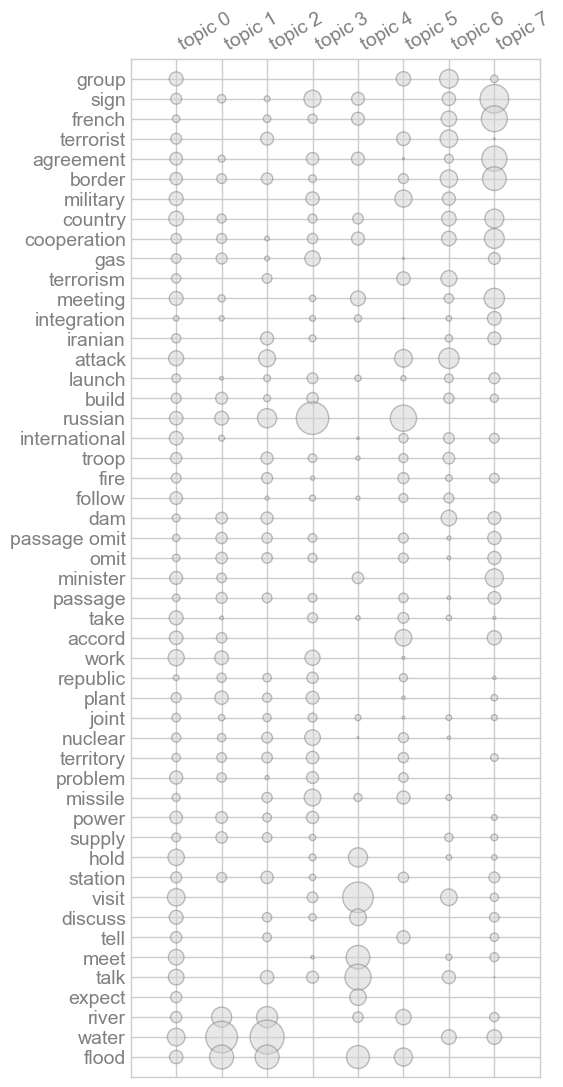 topic 0
topic 1
topic 2
topic 3
topic 4
topic 5
topic 6
topic 7
group
sign
french
terrorist
agreement
border
military
country
cooperation
gas
terrorism
meeting
integration
iranian
attack
launch
build
russian
international
troop
fire
follow
dam
passage omit
omit
minister
passage
take
accord
work
republic
plant
joint
nuclear
territory
problem
missile
power
supply
hold
station
visit
discuss
tell
meet
talk
expect
river
water
flood